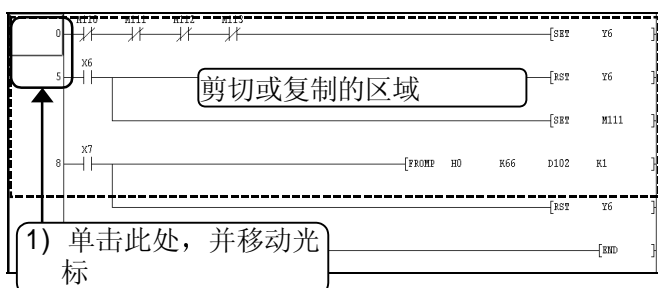 M110 M111 M112 M113
0 [SET Y6 ]
X6
5 [RST Y6 ]
剪切或复制的区域
[SET M111 ]
X7
8 [FROMP H0 K66 D102 K1 ]
[RST Y6 ]
1) 单击此处，并移动光
标
[END ]